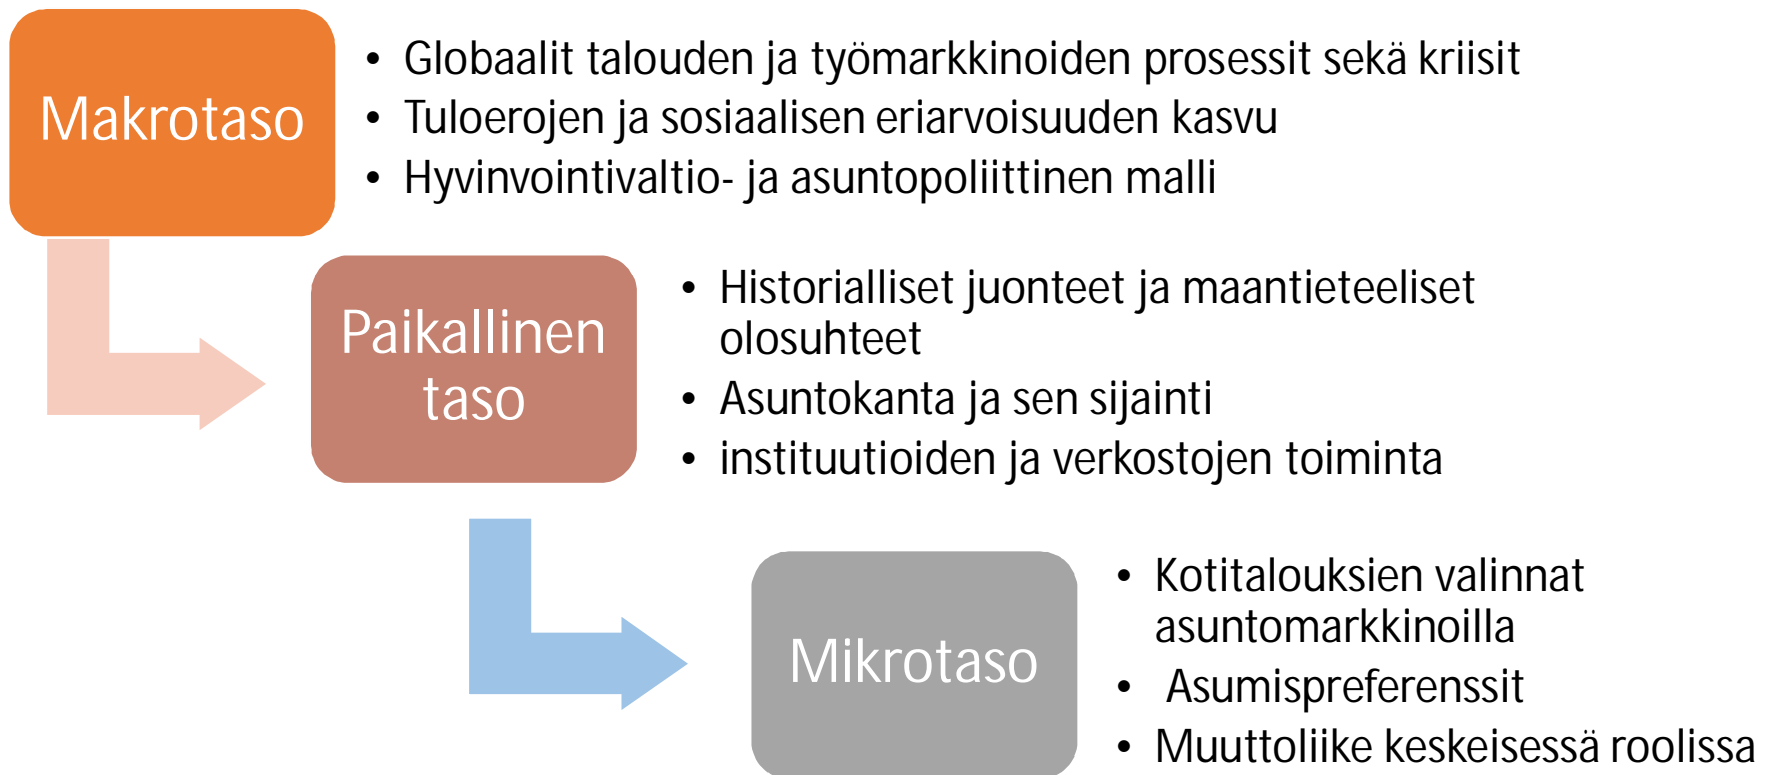 Makrotaso
• Globaalit talouden ja työmarkkinoiden prosessit sekä kriisit
• Tuloerojen ja sosiaalisen eriarvoisuuden kasvu
• Hyvinvointivaltio- ja asuntopoliittinen malli
Paikallinen
taso
• Historialliset juonteet ja maantieteeliset
olosuhteet
• Asuntokanta ja sen sijainti
• instituutioiden ja verkostojen toiminta
Mikrotaso
• Kotitalouksien valinnat
asuntomarkkinoilla
• Asumispreferenssit
• Muuttoliike keskeisessä roolissa